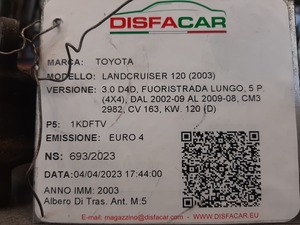 DISFACAR
MARCA: TOYOTA
MODELLO: LANDCRUISER 120 (2003)
VERSIONE: 3.0 D4D, FUORISTRADA LUNGO, 5 P.
(4X4), DAL 2002-09 AL 2009-08, CM3
2982, CV 163, KW. 120 (D)
P5: 1KDFTV
EMISSIONE: EURO 4
NS: 693/2023
DATA: 04/04/2023 17:44:00
ANNO IMM: 2003
Albero Di Tras. Ant. M:5
E-mail: magazzino@disfacar.com
WWW.DISFACAR.EU